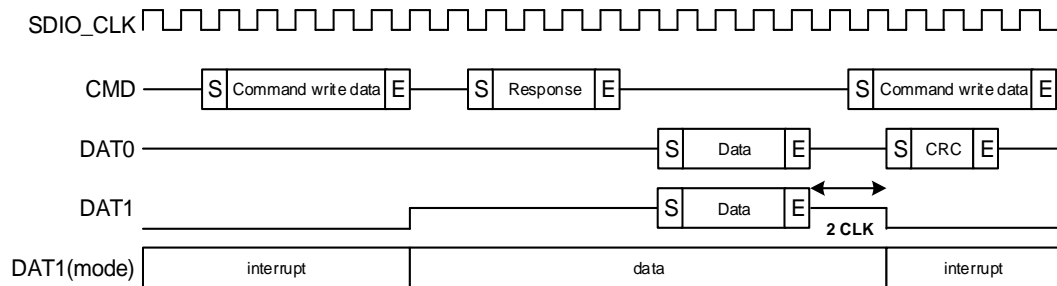 SDIO_CLK
CMD S Command write data E S Response E S Command write data E
DAT0 S Data E S CRC E
DAT1 S Data E
2 CLK
DAT1(mode) interrupt data interrupt